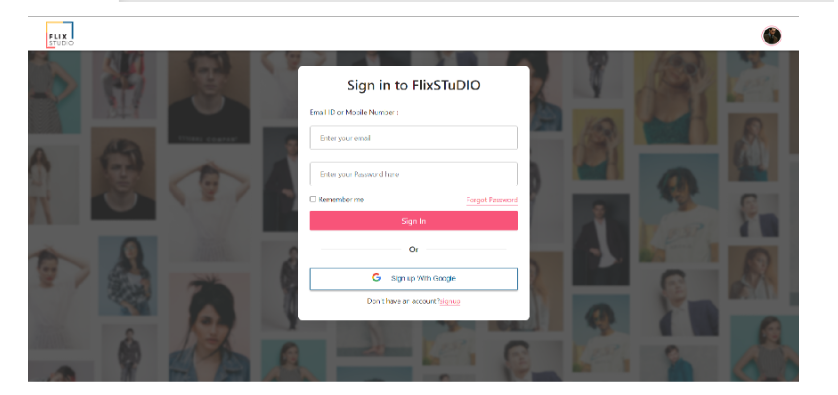 FLIX
STUDIO
Sign in to FlixSTuDIO
Email ID or Mobile Number :
Enter your email
Enter your Password here
Remember me
Forgot Password
Sign In
Or
Sign up With Google
Don't have an account?signup